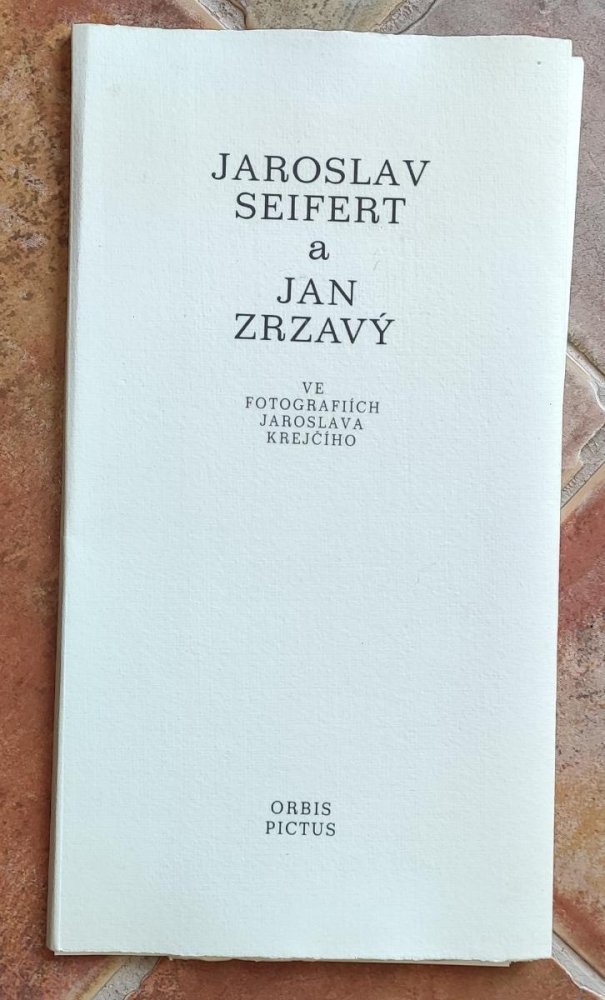 JAROSLAV
SEIFERT
a
JAN
ZRZAVÝ
VE
FOTOGRAFIÍCH
JAROSLAVA
KREJČÍHO
ORBIS
PICTUS